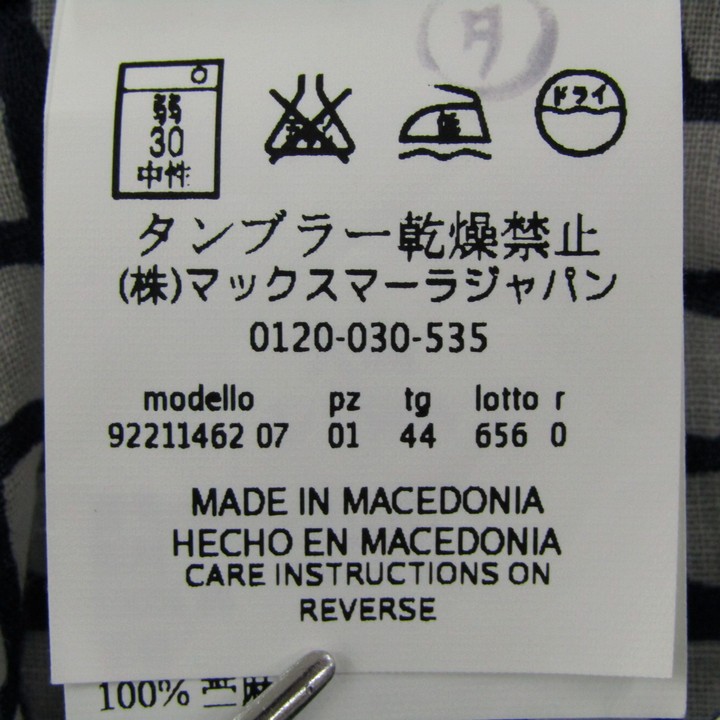 タ
弱
30
中性
ドライ
タンブラー乾燥禁止
(株)マックスマーラジャパン
0120-030-535
modello pz tg lotto r
92211462 07 01 44 656 0
MADE IN MACEDONIA
HECHO EN MACEDONIA
CARE INSTRUCTIONS ON
REVERSE
100%